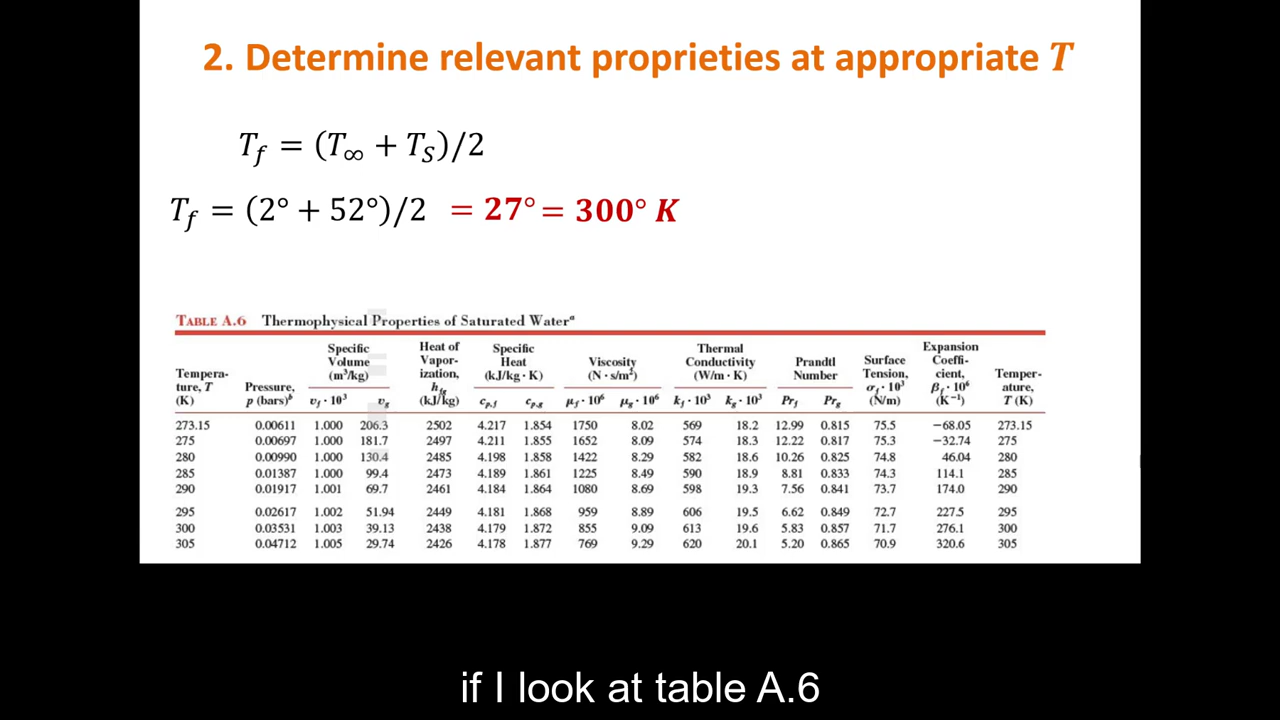 2. Determine relevant proprieties at appropriate T
T_f = (T_∞ + T_S)/2
T_f = (2° + 52°)/2 = 27° = 300° K
TABLE A.6 Thermophysical Properties of Saturated Water^a
Tempera-ture, T (K) Pressure, p (bars)^b Specific Volume (m³/kg) Heat of Vapor-ization, h_fg (kJ/kg) Specific Heat (kJ/kg · K) Viscosity (N · s/m²) Thermal Conductivity (W/m · K) Prandtl Number Surface Tension, σ_f · 10³ (N/m) Expansion Coeffi-cient, β_f · 10⁶ (K⁻¹) Temper-ature, T (K)
v_f · 10³ v_g c_p,f c_p,g μ_f · 10⁶ μ_g · 10⁶ k_f · 10³ k_g · 10³ Pr_f Pr_g
273.15 0.00611 1.000 206.3 2502 4.217 1.854 1750 8.02 569 18.2 12.99 0.815 75.5 −68.05 273.15
275 0.00697 1.000 181.7 2497 4.211 1.855 1652 8.09 574 18.3 12.22 0.817 75.3 −32.74 275
280 0.00990 1.000 130.4 2485 4.198 1.858 1422 8.29 582 18.6 10.26 0.825 74.8 46.04 280
285 0.01387 1.000 99.4 2473 4.189 1.861 1225 8.49 590 18.9 8.81 0.833 74.3 114.1 285
290 0.01917 1.001 69.7 2461 4.184 1.864 1080 8.69 598 19.3 7.56 0.841 73.7 174.0 290
295 0.02617 1.002 51.94 2449 4.181 1.868 959 8.89 606 19.5 6.62 0.849 72.7 227.5 295
300 0.03531 1.003 39.13 2438 4.179 1.872 855 9.09 613 19.6 5.83 0.857 71.7 276.1 300
305 0.04712 1.005 29.74 2426 4.178 1.877 769 9.29 620 20.1 5.20 0.865 70.9 320.6 305
if I look at table A.6